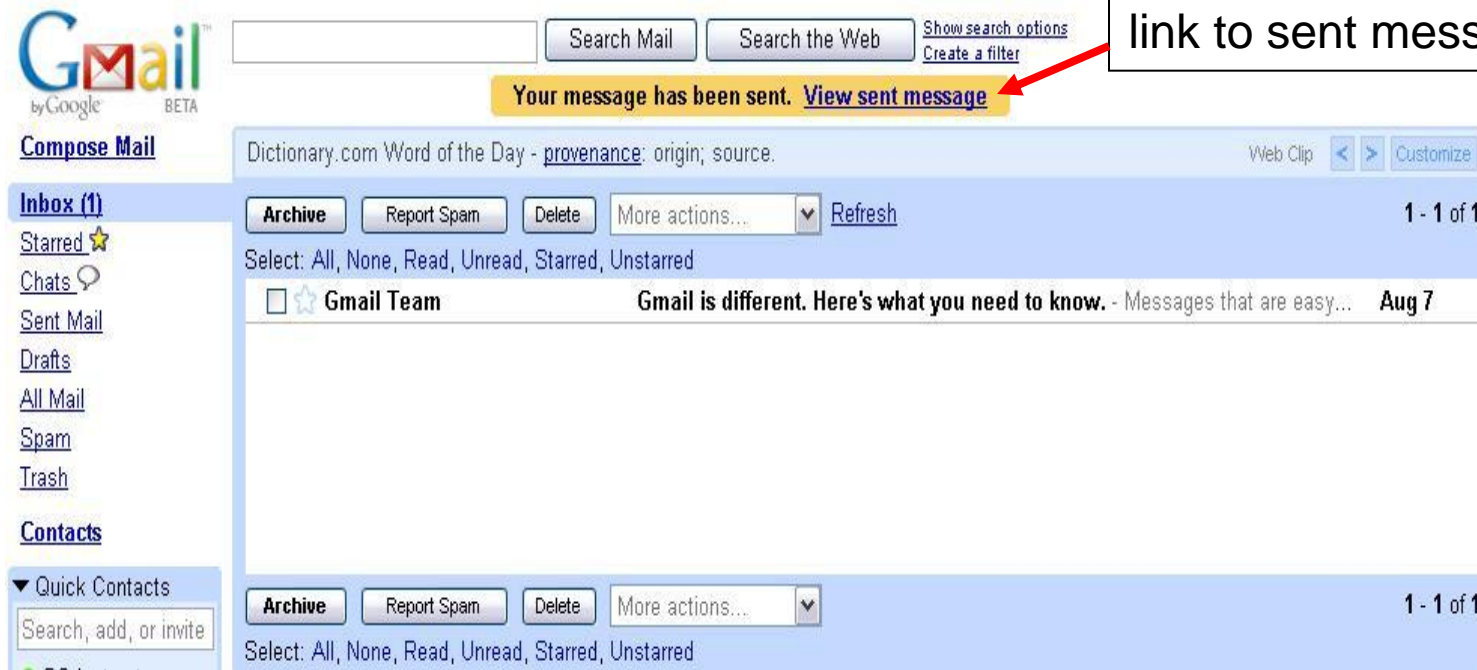 Gmail™
by Google BETA
Search Mail Search the Web Show search options
Create a filter
link to sent mess
Your message has been sent. View sent message
Compose Mail
Dictionary.com Word of the Day - provenance: origin; source. Web Clip < > Customize
Inbox (1)
Starred
Chats
Sent Mail
Drafts
All Mail
Spam
Trash
Contacts
Archive Report Spam Delete More actions... Refresh 1 - 1 of 1
Select: All, None, Read, Unread, Starred, Unstarred
Gmail Team Gmail is different. Here's what you need to know. - Messages that are easy... Aug 7
Quick Contacts
Search, add, or invite
Archive Report Spam Delete More actions... 1 - 1 of 1
Select: All, None, Read, Unread, Starred, Unstarred